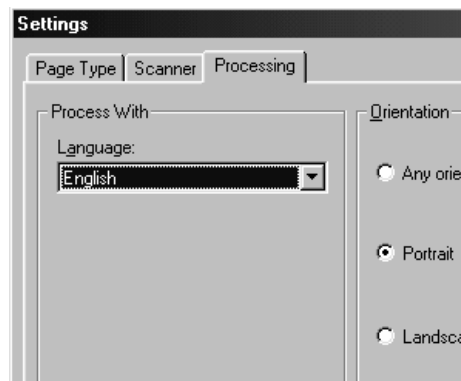 Settings
Page Type Scanner Processing
Process With
Language:
English
Orientation
Any orie
Portrait
Landsca